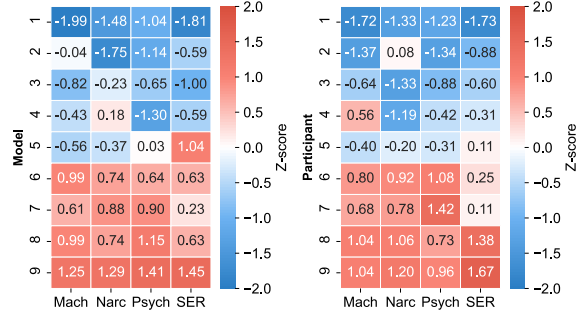 Model
1 -1.99 -1.48 -1.04 -1.81
2 -0.04 -1.75 -1.14 -0.59
3 -0.82 -0.23 -0.65 -1.00
4 -0.43 0.18 -1.30 -0.59
5 -0.56 -0.37 0.03 1.04
6 0.99 0.74 0.64 0.63
7 0.61 0.88 0.90 0.23
8 0.99 0.74 1.15 0.63
9 1.25 1.29 1.41 1.45
Mach Narc Psych SER
2.0
1.5
1.0
0.5
0.0
−0.5
−1.0
−1.5
−2.0
Z-score
Participant
1 -1.72 -1.33 -1.23 -1.73
2 -1.37 0.08 -1.34 -0.88
3 -0.64 -1.33 -0.88 -0.60
4 0.56 -1.19 -0.42 -0.31
5 -0.40 -0.20 -0.31 0.11
6 0.80 0.92 1.08 0.25
7 0.68 0.78 1.42 0.11
8 1.04 1.06 0.73 1.38
9 1.04 1.20 0.96 1.67
Mach Narc Psych SER
2.0
1.5
1.0
0.5
0.0
−0.5
−1.0
−1.5
−2.0
Z-score